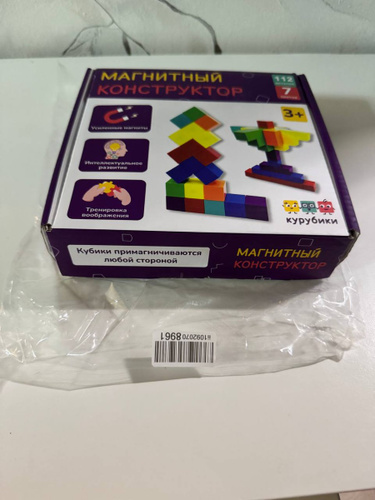 МАГНИТНЫЙ
КОНСТРУКТОР
112
7
3+
Усиленные магниты
Интеллектуальное
развитие
Тренировка
воображения
курубики
Кубики примагничиваются
любой стороной
МАГНИТНЫЙ
КОНСТРУКТОР
ii1092070 8961